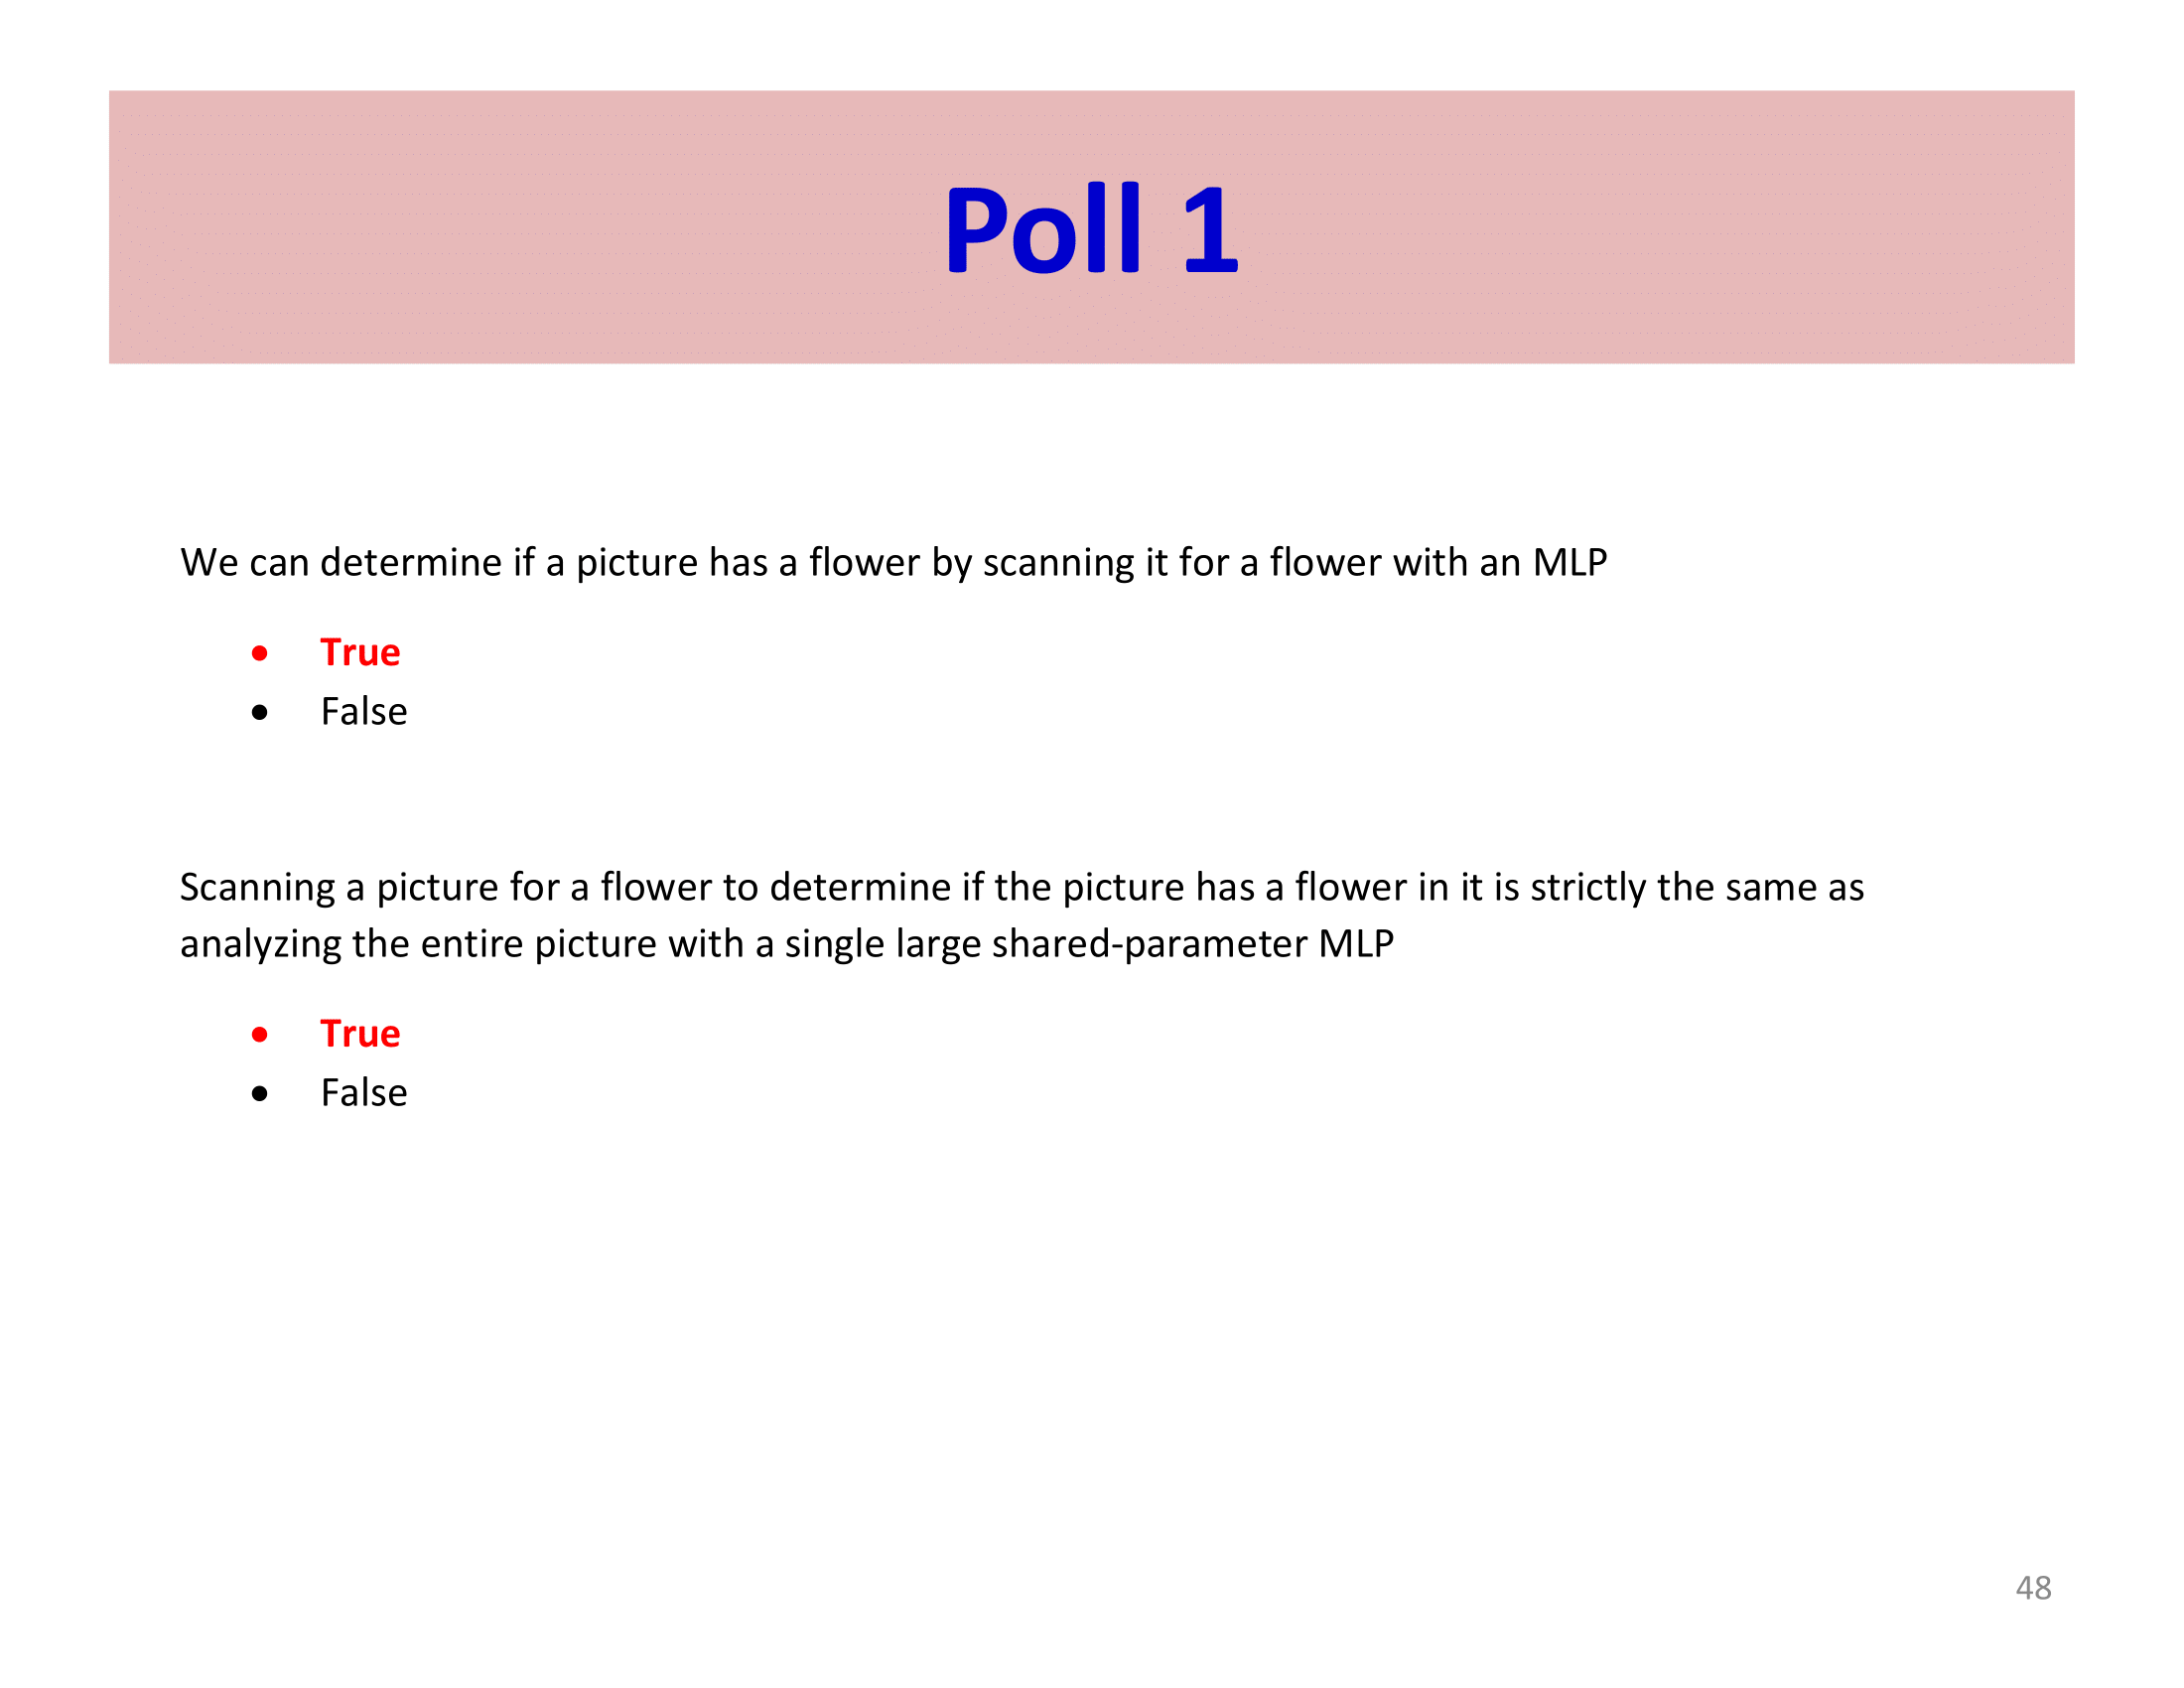 Poll 1
We can determine if a picture has a flower by scanning it for a flower with an MLP
• True
• False
Scanning a picture for a flower to determine if the picture has a flower in it is strictly the same as
analyzing the entire picture with a single large shared-parameter MLP
• True
• False
48